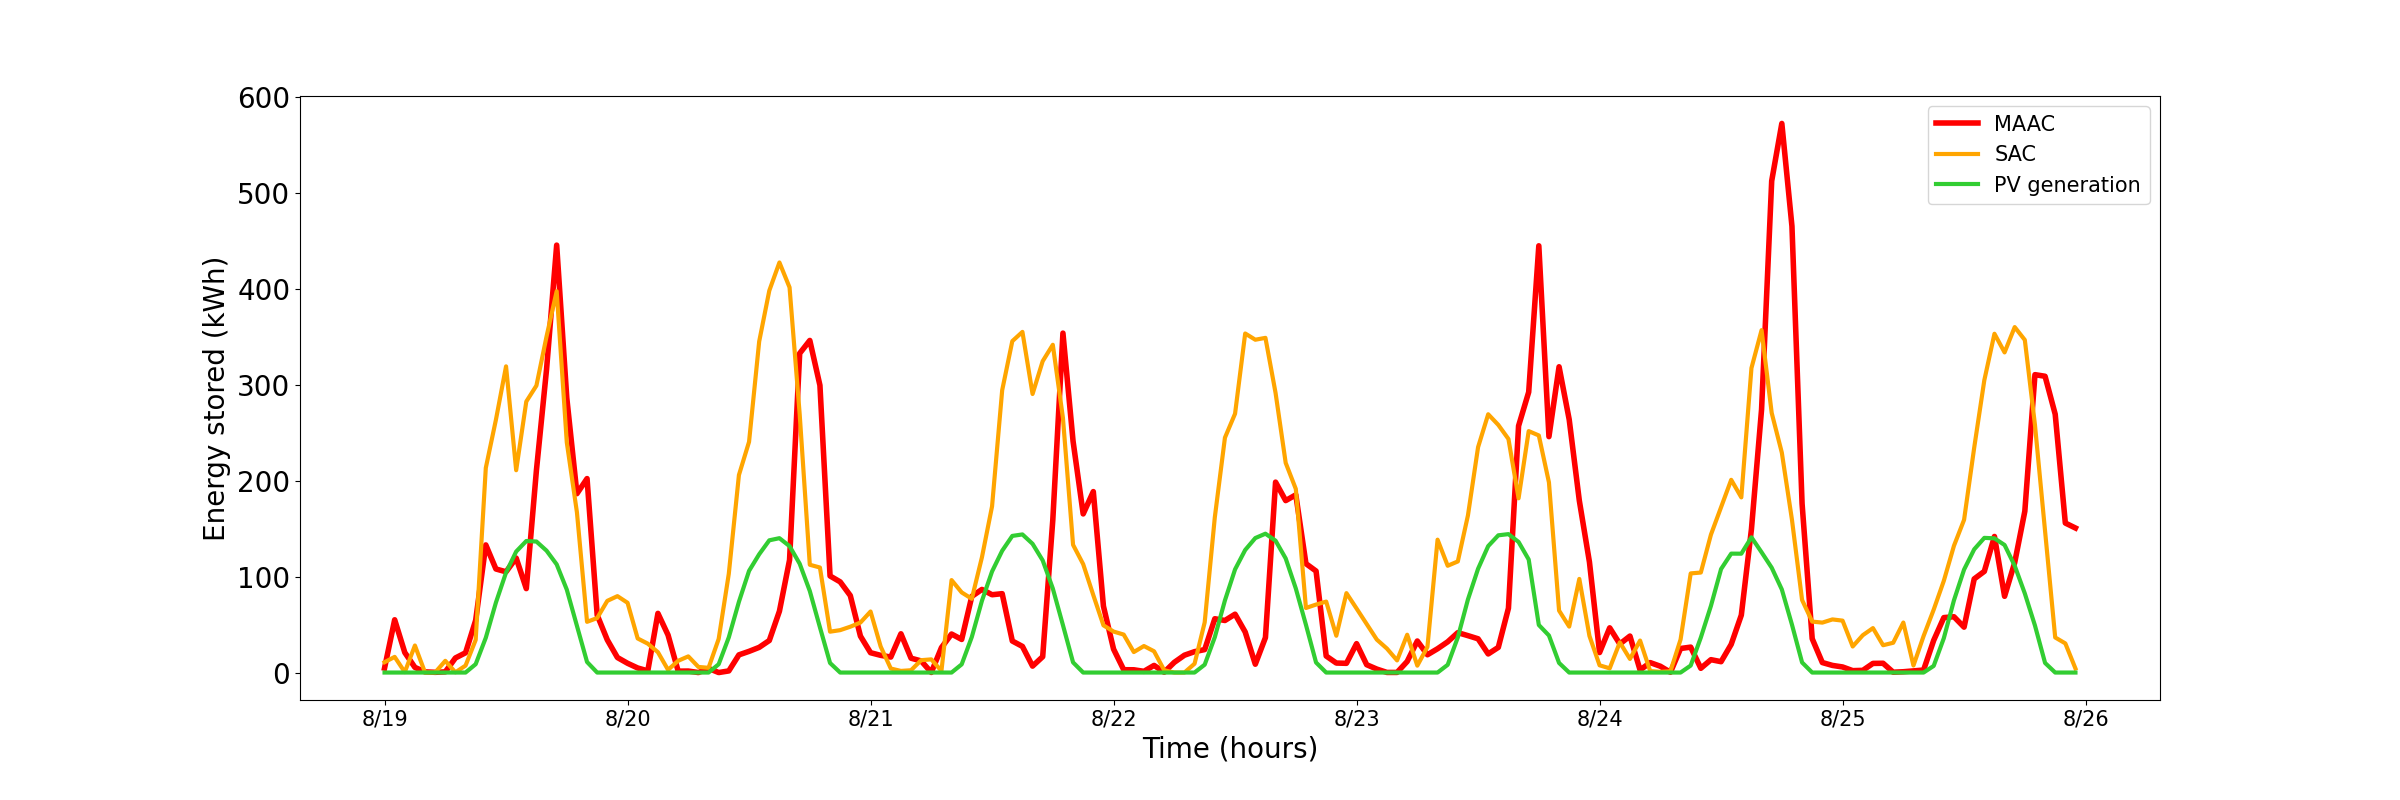 600
500
400
300
200
100
0
Energy stored (kWh)
MAAC
SAC
PV generation
8/19 8/20 8/21 8/22 8/23 8/24 8/25 8/26
Time (hours)